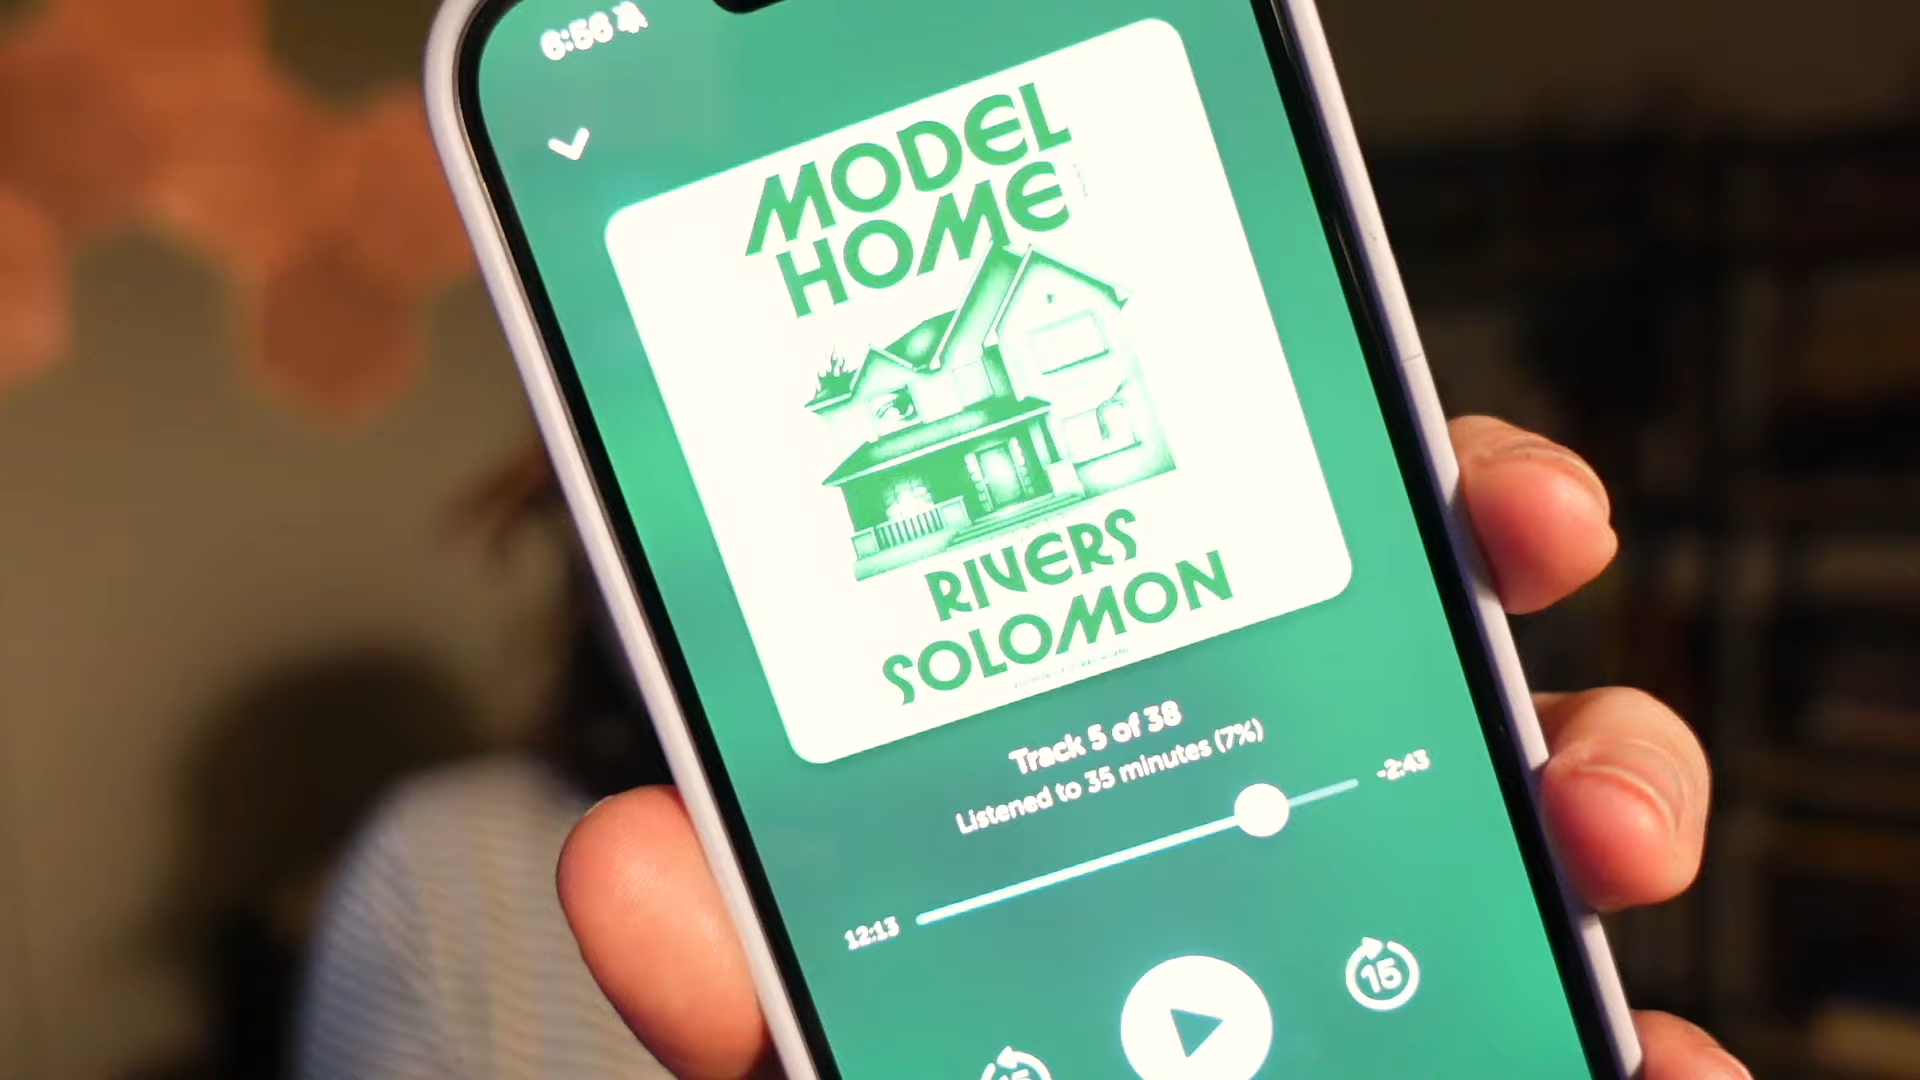 6:56
MODEL
HOME
RIVERS
SOLOMON
Track 5 of 38
Listened to 35 minutes (7%)
-2:43
12:13
15
15